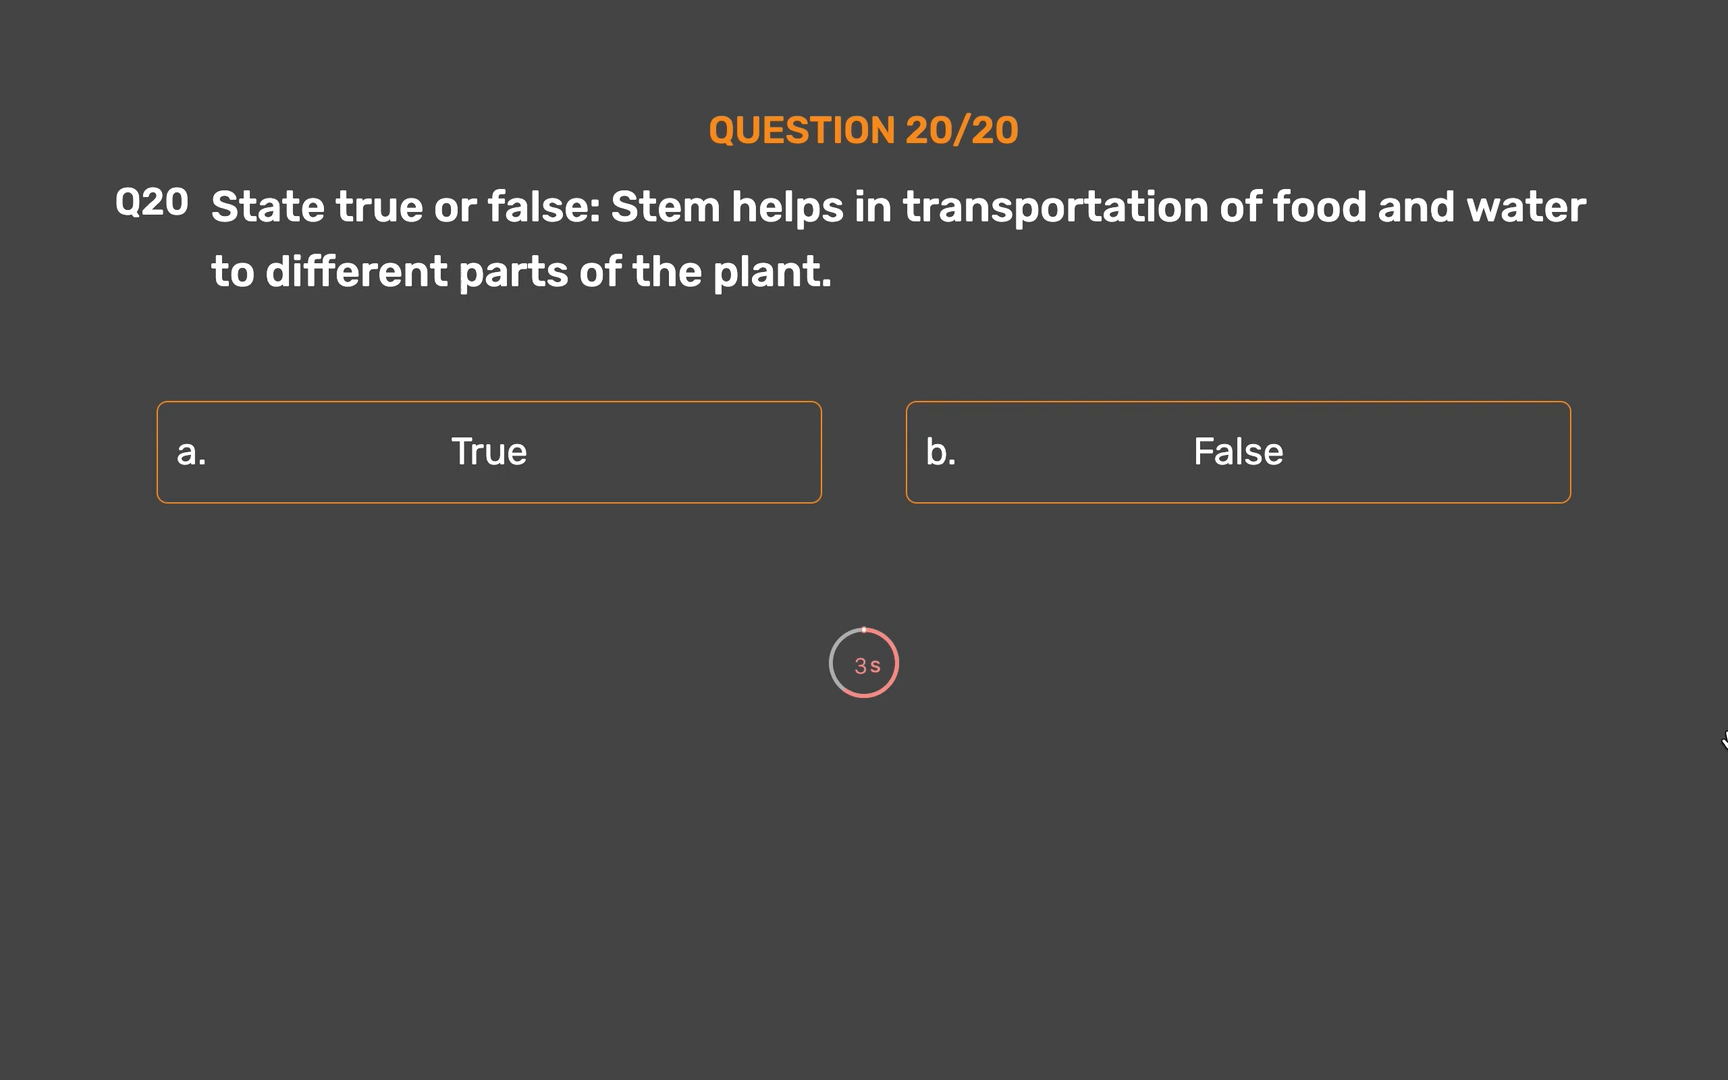 QUESTION 20/20
Q20 State true or false: Stem helps in transportation of food and water
to different parts of the plant.
a. True
b. False
3s